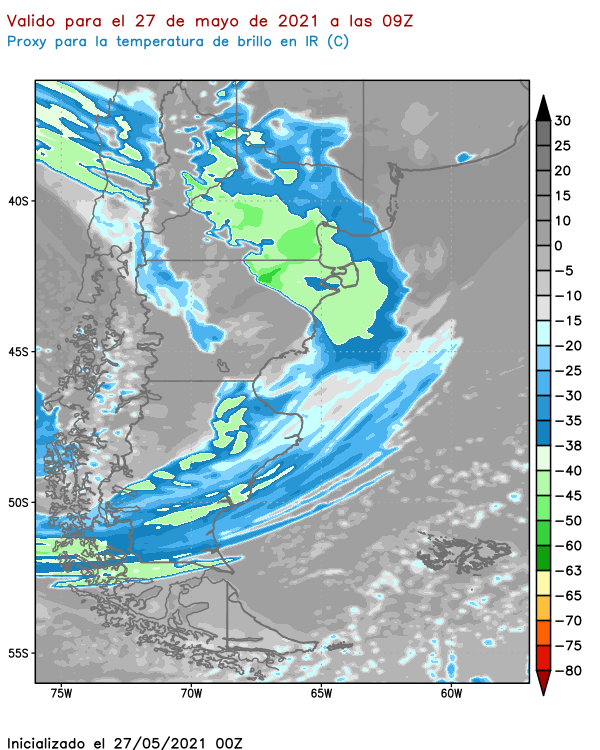 Valido para el 27 de mayo de 2021 a las 09Z
Proxy para la temperatura de brillo en IR (C)
30
25
20
15
10
0
-5
-10
-15
-20
-30
-35
-38
-40
-45
-50
-60
-63
-65
-70
-75
-80
40S
45S
50S
55S
75W 70W 65W 60W
Inicializado el 27/05/2021 00Z